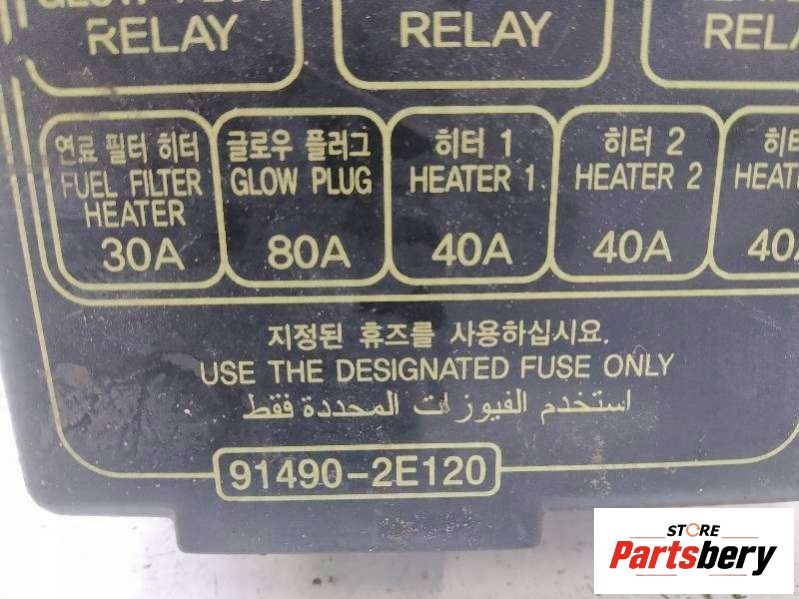 GLOW PLUG
RELAY
RELAY
연료 필터 히터
FUEL FILTER
HEATER
30A
글로우 플러그
GLOW PLUG
80A
히터 1
HEATER 1
40A
히터 2
HEATER 2
40A
지정된 휴즈를 사용하십시요.
USE THE DESIGNATED FUSE ONLY
استخدم الفيوزات المحددة فقط
91490-2E120
STORE
Partsbery